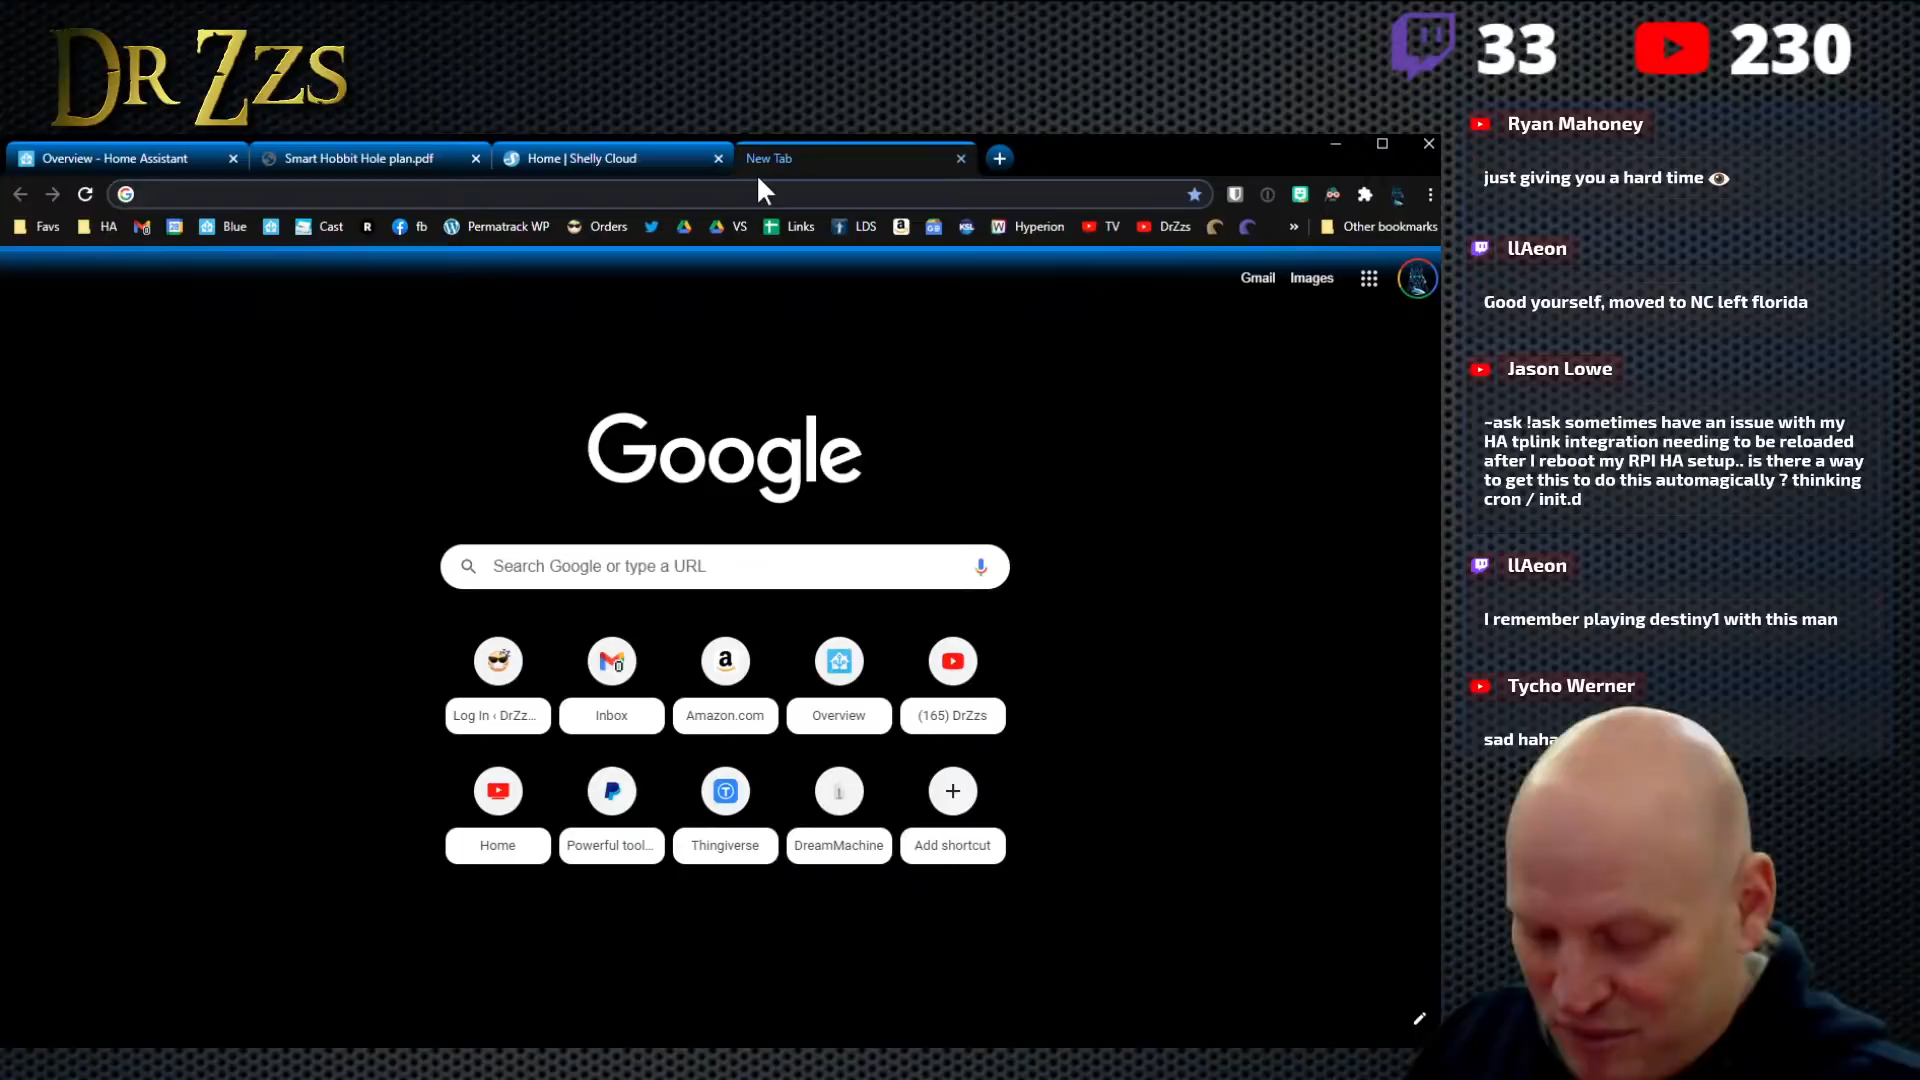 DR ZZS
33
230
Overview - Home Assistant
Smart Hobbit Hole plan.pdf
Home | Shelly Cloud
New Tab
Favs
HA
Blue
Cast
R
fb
Permatrack WP
Orders
VS
Links
LDS
Hyperion
TV
DrZzs
»
Other bookmarks
Gmail
Images
Google
Search Google or type a URL
Log In ‹ DrZz...
Inbox
Amazon.com
Overview
(165) DrZzs
Home
Powerful tool...
Thingiverse
DreamMachine
Add shortcut
Ryan Mahoney
just giving you a hard time
llAeon
Good yourself, moved to NC left florida
Jason Lowe
~ask !ask sometimes have an issue with my
HA tplink integration needing to be reloaded
after I reboot my RPI HA setup.. is there a way
to get this to do this automagically ? thinking
cron / init.d
llAeon
I remember playing destiny1 with this man
Tycho Werner
sad haha